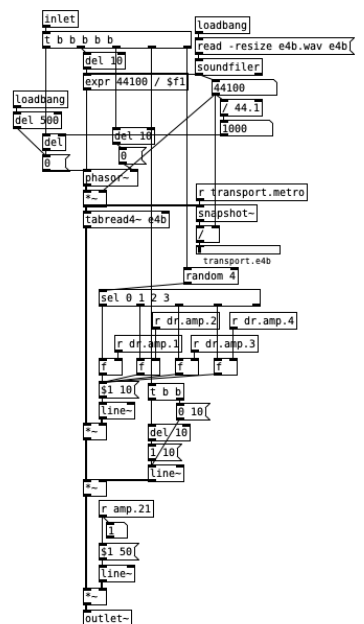 inlet
loadbang
t b b b b b
read -resize e4b.wav e4b
del 10
soundfiler
expr 44100 / $f1
44100
loadbang
/ 44.1
del 500
1000
del
del 10
0
0
phasor~
r transport.metro
*~
snapshot~
tabread4~ e4b
/
transport.e4b
random 4
sel 0 1 2 3
r dr.amp.2
r dr.amp.4
r dr.amp.1
r dr.amp.3
f
f
f
f
$1 10
t b b
line~
0 10
*~
del 10
1 10
line~
*~
r amp.21
1
$1 50
line~
*~
outlet~